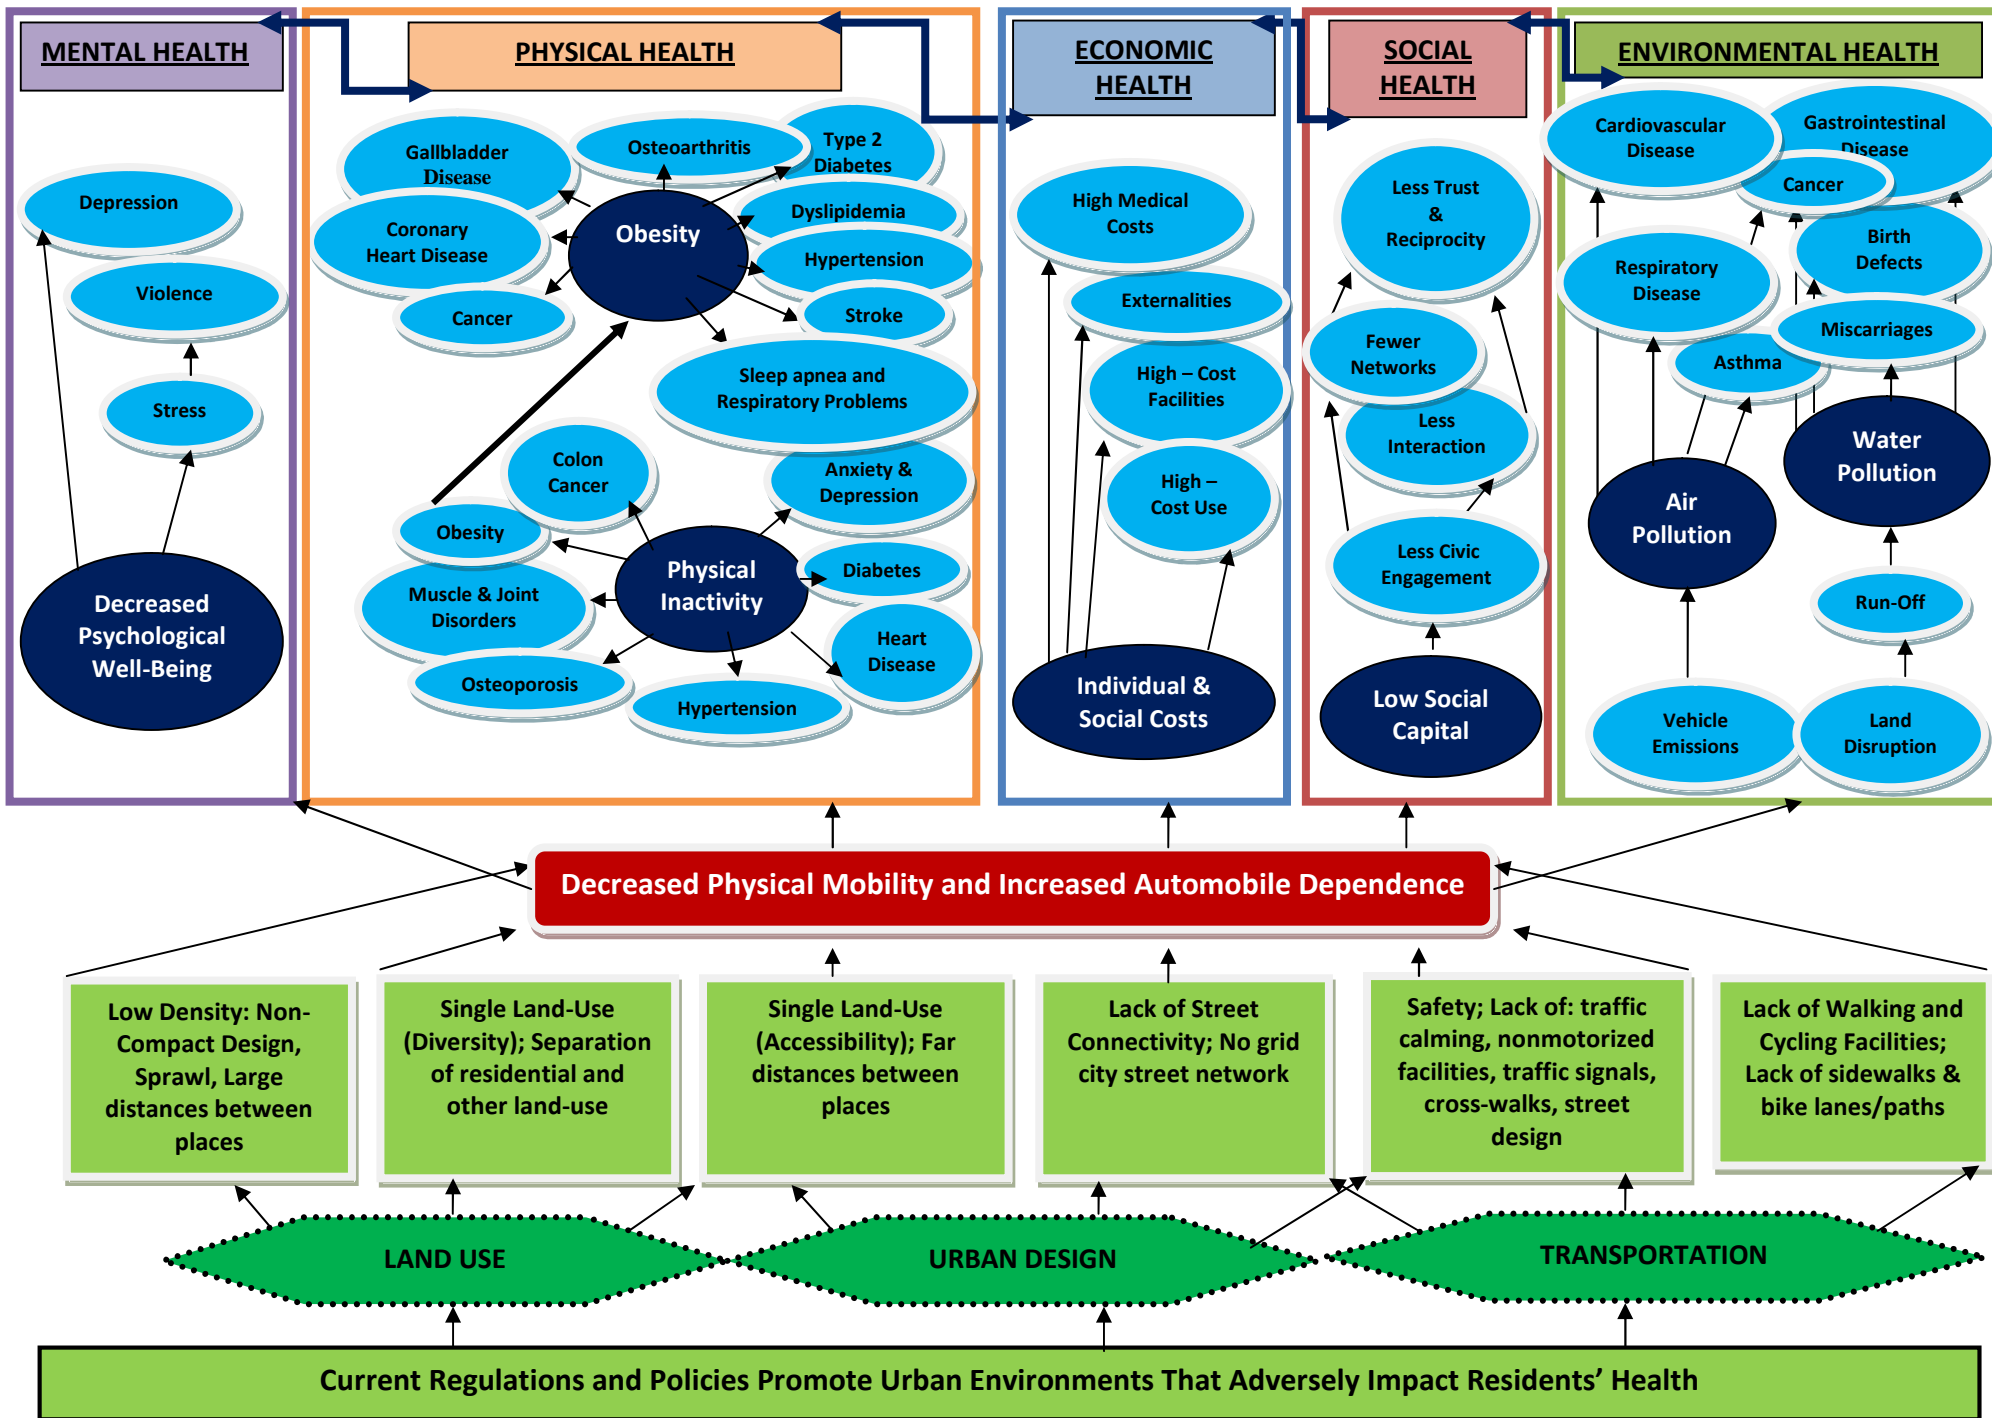 MENTAL HEALTH
PHYSICAL HEALTH
ECONOMIC
HEALTH
SOCIAL
HEALTH
ENVIRONMENTAL HEALTH
Depression
Violence
Stress
Decreased
Psychological
Well-Being
Gallbladder
Disease
Osteoarthritis
Type 2
Diabetes
Coronary
Heart Disease
Obesity
Dyslipidemia
Hypertension
Cancer
Stroke
Sleep apnea and
Respiratory Problems
Colon
Cancer
Anxiety &
Depression
Obesity
Physical
Inactivity
Diabetes
Muscle & Joint
Disorders
Heart
Disease
Osteoporosis
Hypertension
High Medical
Costs
Externalities
High – Cost
Facilities
High –
Cost Use
Individual &
Social Costs
Less Trust
&
Reciprocity
Fewer
Networks
Less
Interaction
Less Civic
Engagement
Low Social
Capital
Cardiovascular
Disease
Gastrointestinal
Disease
Cancer
Birth
Defects
Respiratory
Disease
Miscarriages
Asthma
Water
Pollution
Air
Pollution
Run-Off
Vehicle
Emissions
Land
Disruption
Decreased Physical Mobility and Increased Automobile Dependence
Low Density: Non-
Compact Design,
Sprawl, Large
distances between
places
Single Land-Use
(Diversity); Separation
of residential and
other land-use
Single Land-Use
(Accessibility); Far
distances between
places
Lack of Street
Connectivity; No grid
city street network
Safety; Lack of: traffic
calming, nonmotorized
facilities, traffic signals,
cross-walks, street
design
Lack of Walking and
Cycling Facilities;
Lack of sidewalks &
bike lanes/paths
LAND USE
URBAN DESIGN
TRANSPORTATION
Current Regulations and Policies Promote Urban Environments That Adversely Impact Residents’ Health